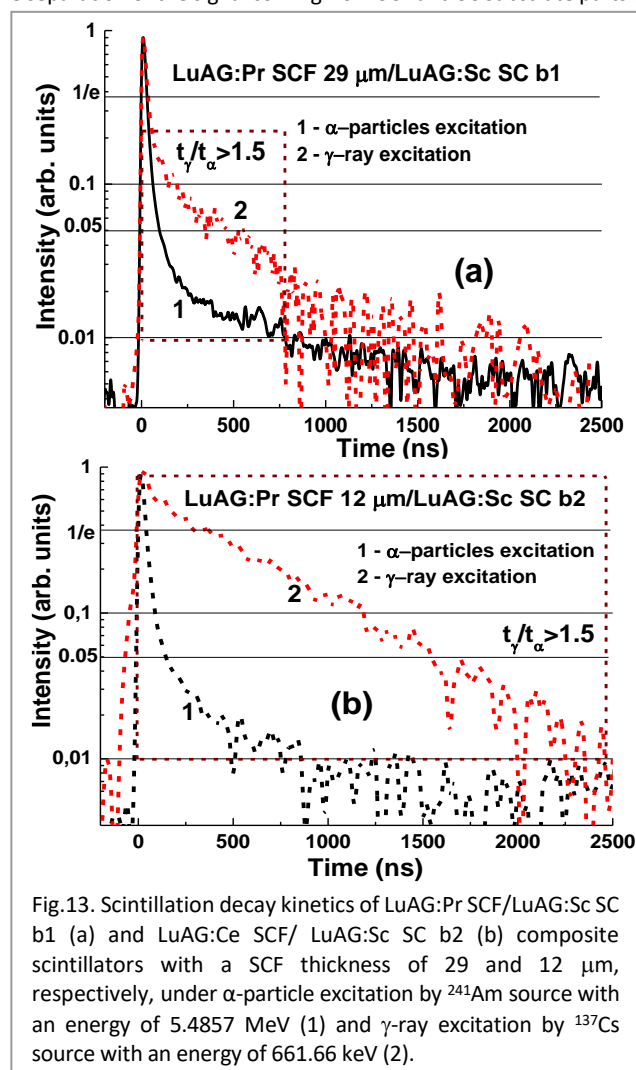 1
LuAG:Pr SCF 29 μm/LuAG:Sc SC b1
1/e
1 - α–particles excitation
2 - γ–ray excitation
tγ/tα>1.5
0.1
2
0.05
(a)
1
0.01
Intensity (arb. units)
0 500 1000 1500 2000 2500
Time (ns)
1
LuAG:Pr SCF 12 μm/LuAG:Sc SC b2
1/e
1 - α–particles excitation
2 - γ–ray excitation
2
0,1
tγ/tα>1.5
0.05
1
(b)
0,01
Intensity (arb. units)
0 500 1000 1500 2000 2500
Time (ns)
Fig.13. Scintillation decay kinetics of LuAG:Pr SCF/LuAG:Sc SC
b1 (a) and LuAG:Ce SCF/ LuAG:Sc SC b2 (b) composite
scintillators with a SCF thickness of 29 and 12 μm,
respectively, under α-particle excitation by ²⁴¹Am source with
an energy of 5.4857 MeV (1) and γ-ray excitation by ¹³⁷Cs
source with an energy of 661.66 keV (2).